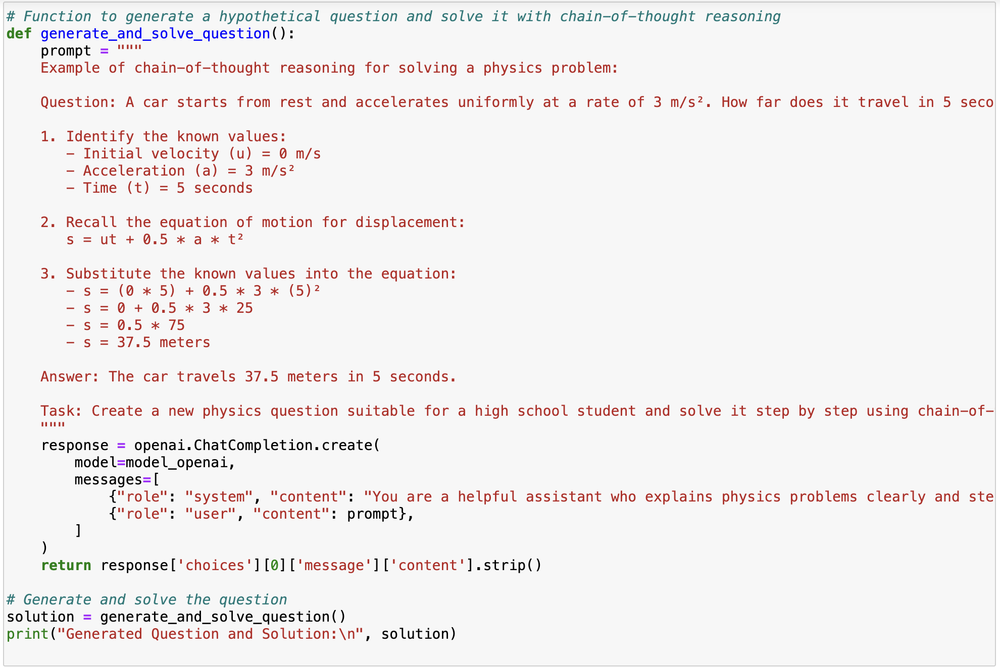 # Function to generate a hypothetical question and solve it with chain-of-thought reasoning
def generate_and_solve_question():
    prompt = """
    Example of chain-of-thought reasoning for solving a physics problem:

    Question: A car starts from rest and accelerates uniformly at a rate of 3 m/s². How far does it travel in 5 seco

    1. Identify the known values:
       - Initial velocity (u) = 0 m/s
       - Acceleration (a) = 3 m/s²
       - Time (t) = 5 seconds

    2. Recall the equation of motion for displacement:
       s = ut + 0.5 * a * t²

    3. Substitute the known values into the equation:
       - s = (0 * 5) + 0.5 * 3 * (5)²
       - s = 0 + 0.5 * 3 * 25
       - s = 0.5 * 75
       - s = 37.5 meters

    Answer: The car travels 37.5 meters in 5 seconds.

    Task: Create a new physics question suitable for a high school student and solve it step by step using chain-of-
    """
    response = openai.ChatCompletion.create(
        model=model_openai,
        messages=[
            {"role": "system", "content": "You are a helpful assistant who explains physics problems clearly and ste
            {"role": "user", "content": prompt},
        ]
    )
    return response['choices'][0]['message']['content'].strip()

# Generate and solve the question
solution = generate_and_solve_question()
print("Generated Question and Solution:\n", solution)